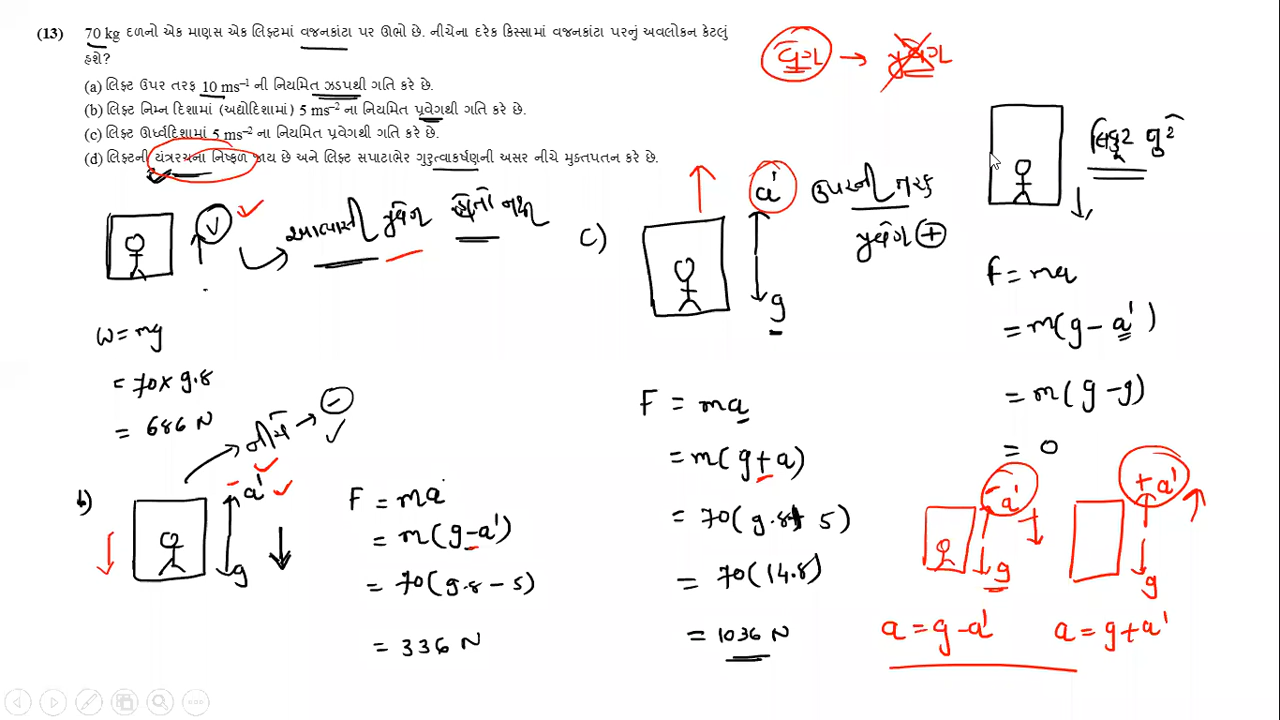 (13) 70 kg દળનો એક માણસ એક લિફ્ટમાં વજનકાંટા પર ઊભો છે. નીચેના દરેક કિસ્સામાં વજનકાંટા પરનું અવલોકન કેટલું
હશે?
(a) લિફ્ટ ઉપર તરફ 10 ms⁻¹ ની નિયમિત ઝડપથી ગતિ કરે છે.
(b) લિફ્ટ નિમ્ન દિશામાં (અધોદિશામાં) 5 ms⁻² ના નિયમિત પ્રવેગથી ગતિ કરે છે.
(c) લિફ્ટ ઊર્ધ્વદિશામાં 5 ms⁻² ના નિયમિત પ્રવેગથી ગતિ કરે છે.
(d) લિફ્ટની યંત્રરચના નિષ્ફળ જાય છે અને લિફ્ટ સપાટાભેર ગુરુત્વાકર્ષણની અસર નીચે મુક્તપતન કરે છે.
v
W = mg
= 70 x 9.8
= 686 N
નીચે → −
b)
a'
g
F = ma
= m(g-a')
= 70(9.8 - 5)
= 336 N
c)
a'
ઉપરની તરફ
+
g
F = ma
= m(g+a)
= 70(9.8+ 5)
= 70(14.8)
= 1036 N
F = ma
= m(g - a')
= m(g - g)
= 0
- a'
g
a = g - a'
+ a'
g
a = g + a'